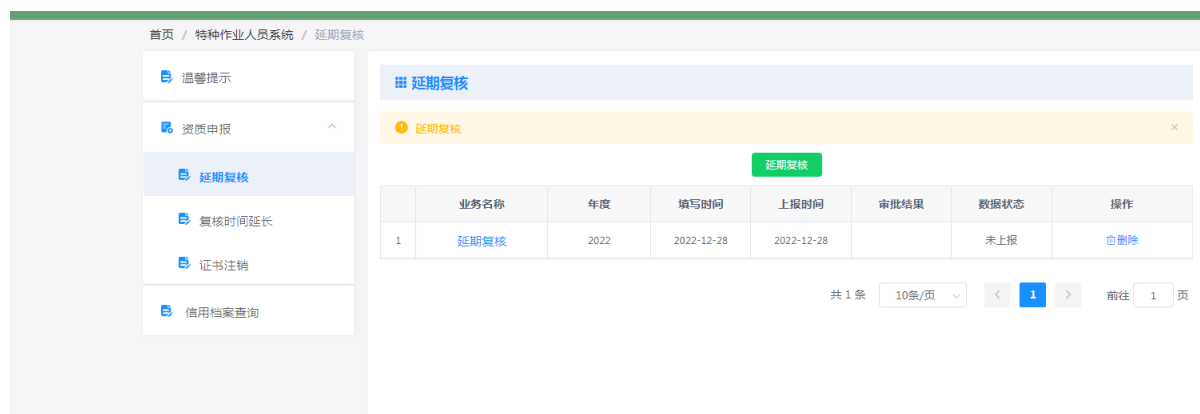 首页 / 特种作业人员系统 / 延期复核
温馨提示
资质申报
延期复核
复核时间延长
证书注销
信用档案查询
延期复核
延期复核
延期复核
业务名称 年度 填写时间 上报时间 审批结果 数据状态 操作
1 延期复核 2022 2022-12-28 2022-12-28 未上报 删除
共 1 条 10条/页 < 1 > 前往 1 页